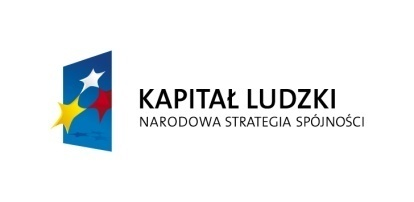 KAPITAŁ LUDZKI
NARODOWA STRATEGIA SPÓJNOŚCI